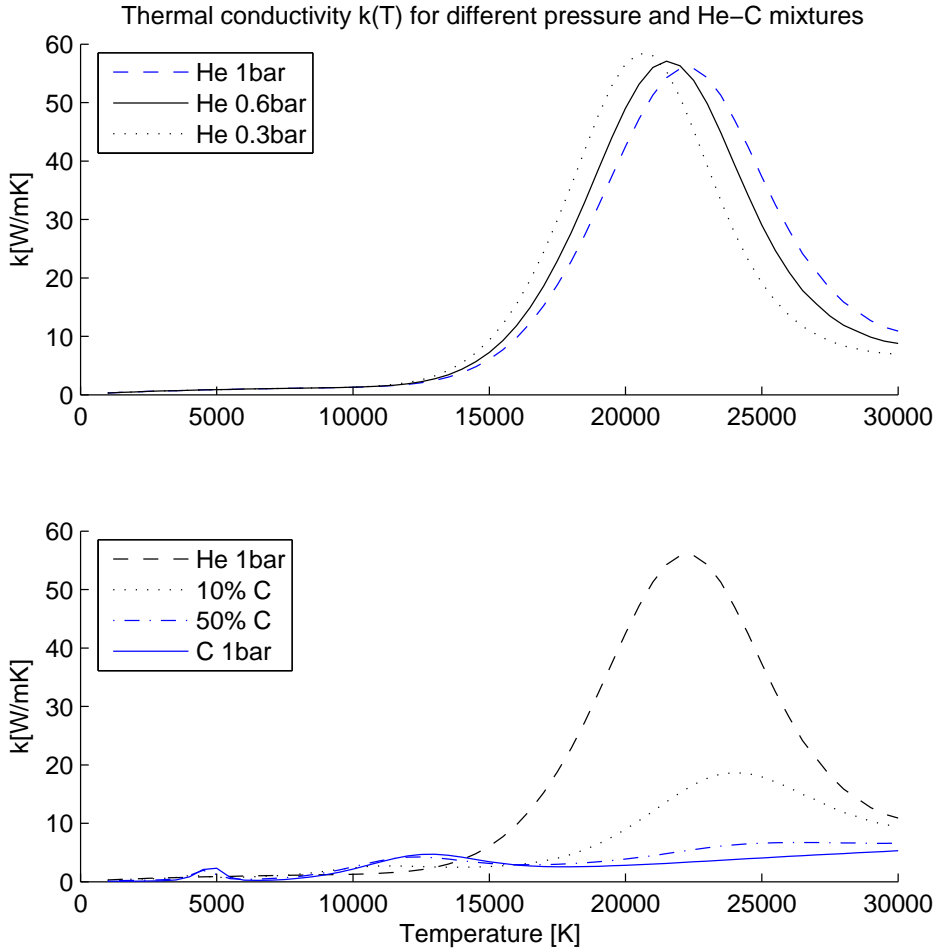 Thermal conductivity k(T) for different pressure and He−C mixtures
60
50
40
30
20
10
0
k[W/mK]
He 1bar
He 0.6bar
He 0.3bar
0 5000 10000 15000 20000 25000 30000
60
50
40
30
20
10
0
k[W/mK]
He 1bar
10% C
50% C
C 1bar
0 5000 10000 15000 20000 25000 30000
Temperature [K]